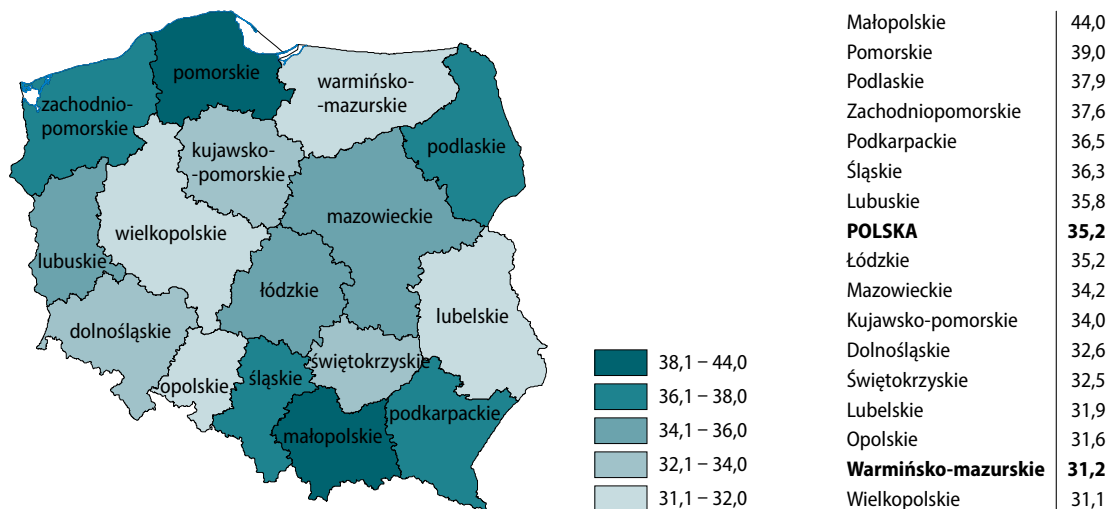 pomorskie
warmińsko-
-mazurskie
zachodnio-
pomorskie
kujawsko-
-pomorskie
podlaskie
mazowieckie
wielkopolskie
lubuskie
łódzkie
lubelskie
dolnośląskie
opolskie
śląskie
świętokrzyskie
podkarpackie
małopolskie
38,1 – 44,0
36,1 – 38,0
34,1 – 36,0
32,1 – 34,0
31,1 – 32,0
Małopolskie 44,0
Pomorskie 39,0
Podlaskie 37,9
Zachodniopomorskie 37,6
Podkarpackie 36,5
Śląskie 36,3
Lubuskie 35,8
POLSKA 35,2
Łódzkie 35,2
Mazowieckie 34,2
Kujawsko-pomorskie 34,0
Dolnośląskie 32,6
Świętokrzyskie 32,5
Lubelskie 31,9
Opolskie 31,6
Warmińsko-mazurskie 31,2
Wielkopolskie 31,1